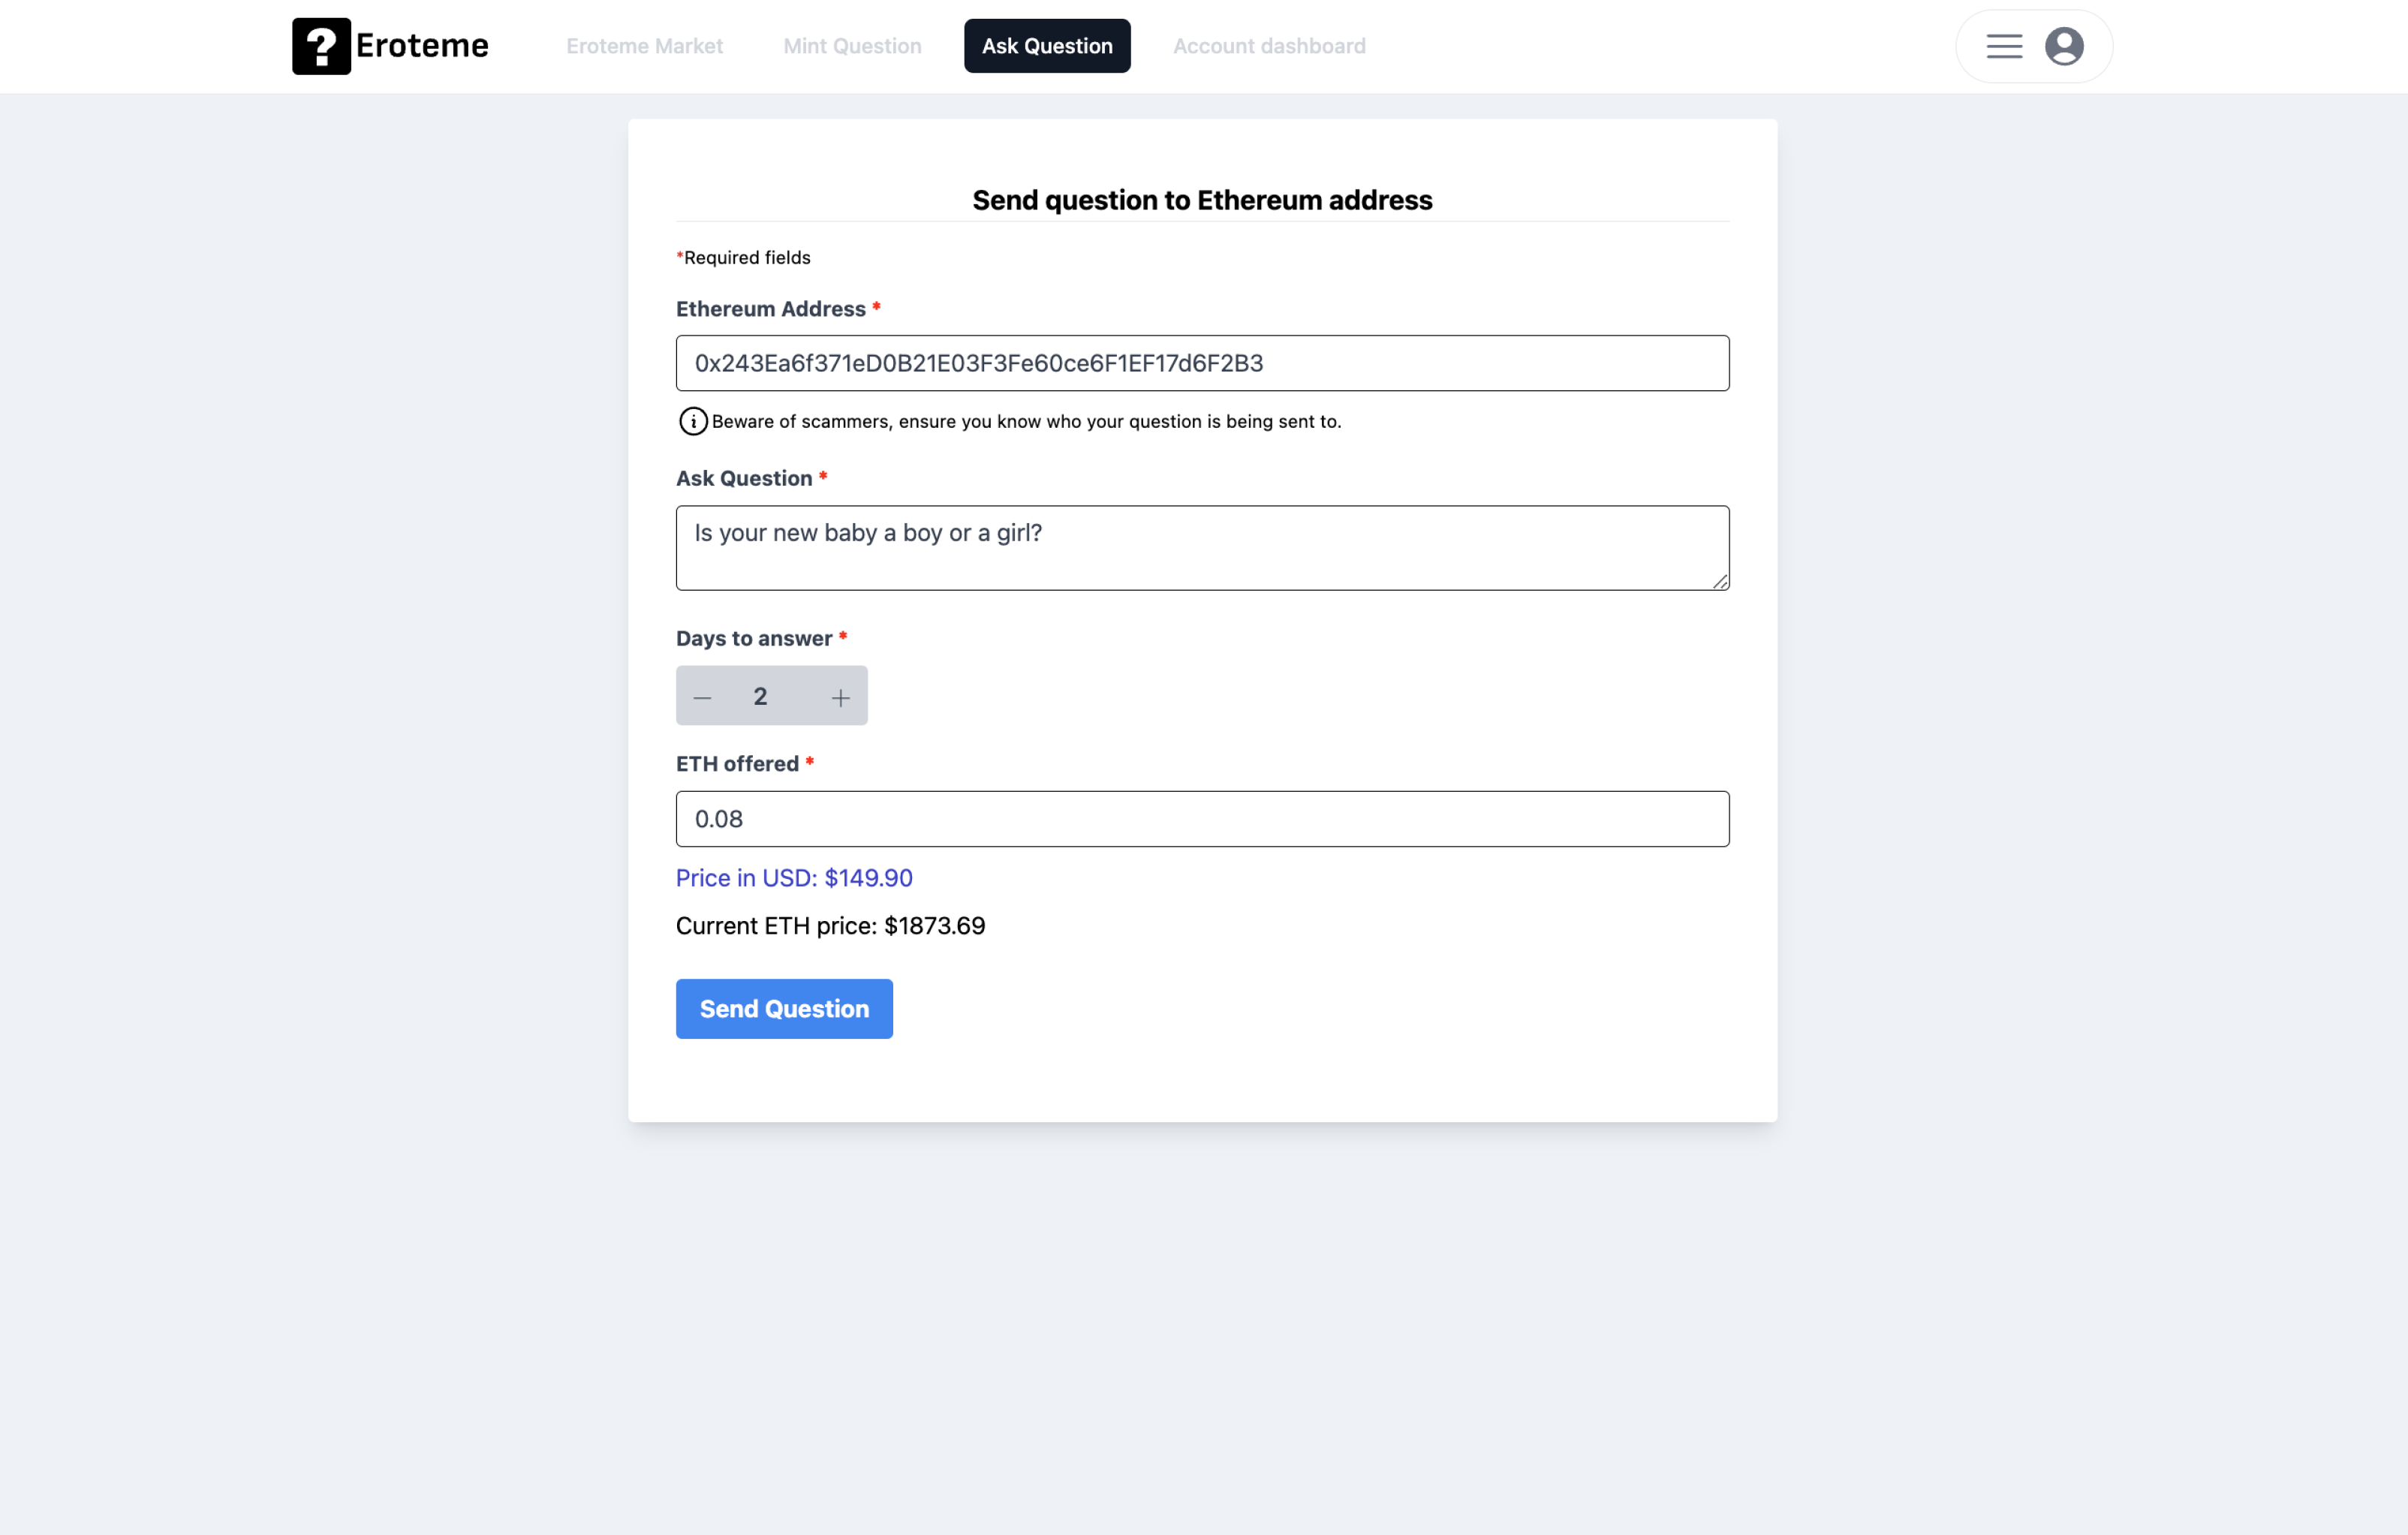 ? Eroteme
Eroteme Market
Mint Question
Ask Question
Account dashboard
Send question to Ethereum address
*Required fields
Ethereum Address *
0x243Ea6f371eD0B21E03F3Fe60ce6F1EF17d6F2B3
i Beware of scammers, ensure you know who your question is being sent to.
Ask Question *
Is your new baby a boy or a girl?
Days to answer *
— 2 +
ETH offered *
0.08
Price in USD: $149.90
Current ETH price: $1873.69
Send Question